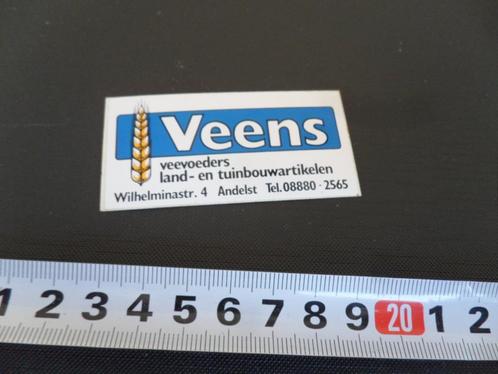 Veens
veevoeders
land- en tuinbouwartikelen
Wilhelminastr. 4 Andelst Tel. 08880 - 2565
1 2 3 4 5 6 7 8 9 20 1 2